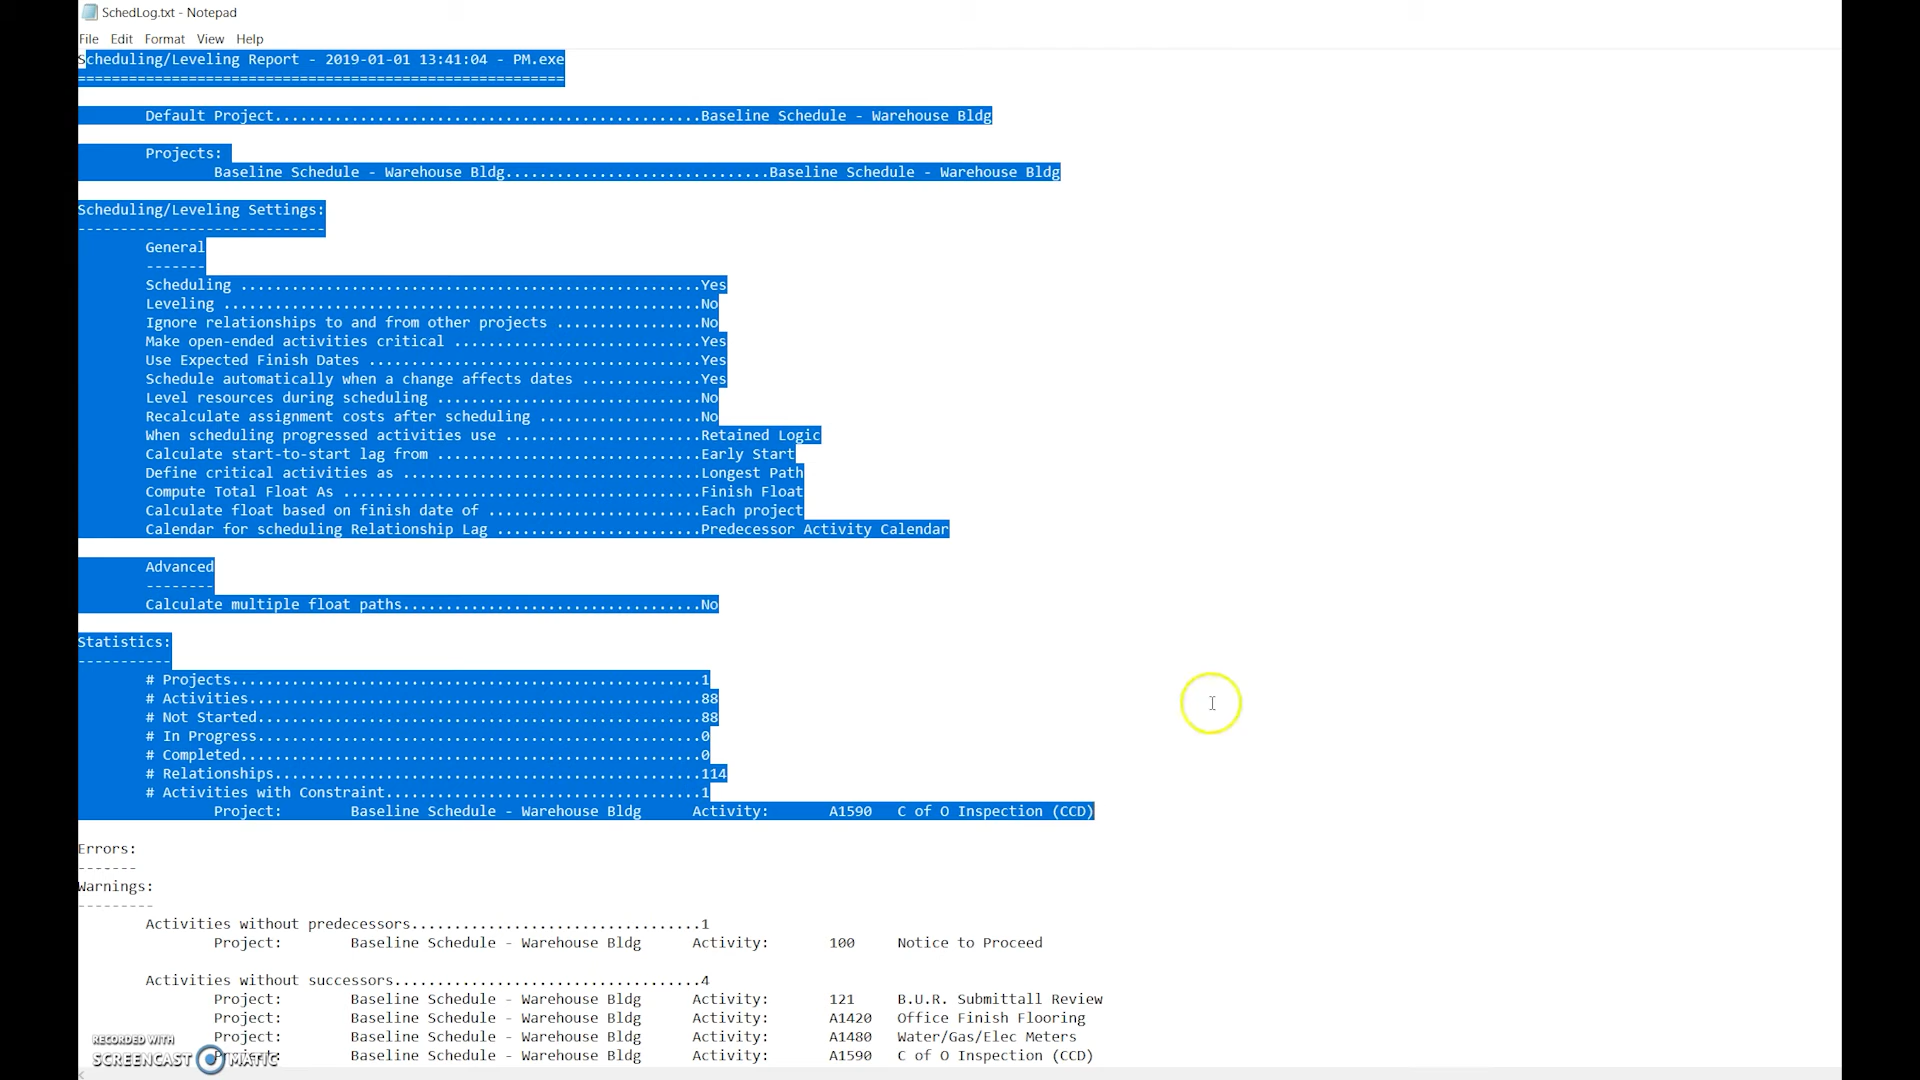 SchedLog.txt - Notepad
File Edit Format View Help
Scheduling/Leveling Report - 2019-01-01 13:41:04 - PM.exe
=========================================================
Default Project..................................................Baseline Schedule - Warehouse Bldg
Projects:
Baseline Schedule - Warehouse Bldg...............................Baseline Schedule - Warehouse Bldg
Scheduling/Leveling Settings:
-----------------------------
General
-------
Scheduling ......................................................Yes
Leveling ........................................................No
Ignore relationships to and from other projects .................No
Make open-ended activities critical .............................Yes
Use Expected Finish Dates .......................................Yes
Schedule automatically when a change affects dates ..............Yes
Level resources during scheduling ...............................No
Recalculate assignment costs after scheduling ...................No
When scheduling progressed activities use .......................Retained Logic
Calculate start-to-start lag from ...............................Early Start
Define critical activities as ...................................Longest Path
Compute Total Float As ..........................................Finish Float
Calculate float based on finish date of .........................Each project
Calendar for scheduling Relationship Lag ........................Predecessor Activity Calendar
Advanced
--------
Calculate multiple float paths...................................No
Statistics:
-----------
# Projects.......................................................1
# Activities.....................................................88
# Not Started....................................................88
# In Progress....................................................0
# Completed......................................................0
# Relationships..................................................114
# Activities with Constraint.....................................1
Project: Baseline Schedule - Warehouse Bldg Activity: A1590 C of O Inspection (CCD)
Errors:
-------
Warnings:
---------
Activities without predecessors..................................1
Project: Baseline Schedule - Warehouse Bldg Activity: 100 Notice to Proceed
Activities without successors....................................4
Project: Baseline Schedule - Warehouse Bldg Activity: 121 B.U.R. Submittall Review
Project: Baseline Schedule - Warehouse Bldg Activity: A1420 Office Finish Flooring
Project: Baseline Schedule - Warehouse Bldg Activity: A1480 Water/Gas/Elec Meters
Project: Baseline Schedule - Warehouse Bldg Activity: A1590 C of O Inspection (CCD)
RECORDED WITH
SCREENCAST MATIC